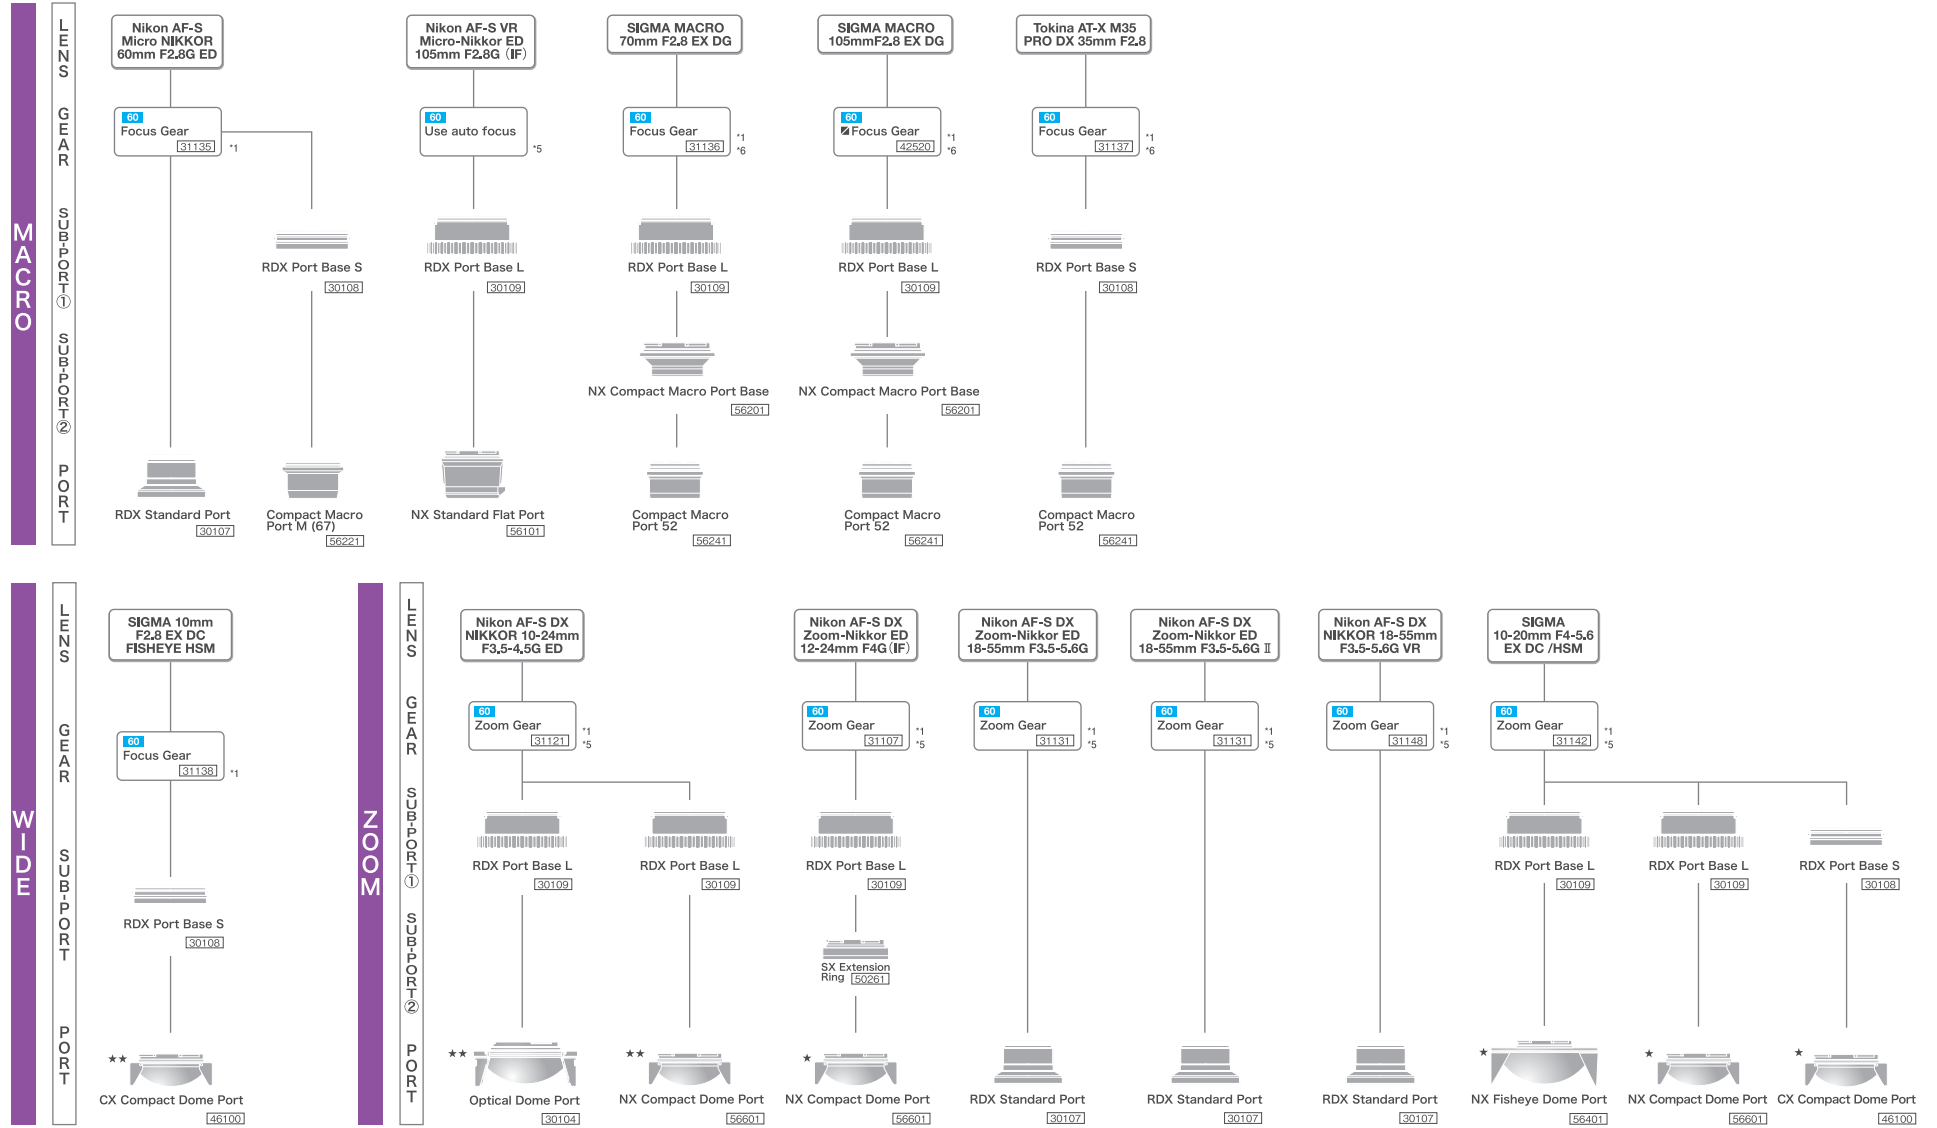 MACRO
LENS
GEAR
SUB-PORT①
SUB-PORT②
PORT
Nikon AF-S
Micro NIKKOR
60mm F2.8G ED
60
Focus Gear
31135
*1
RDX Port Base S
30108
RDX Standard Port
30107
Compact Macro
Port M (67)
56221
Nikon AF-S VR
Micro-Nikkor ED
105mm F2.8G (IF)
60
Use auto focus
*5
RDX Port Base L
30109
NX Standard Flat Port
56101
SIGMA MACRO
70mm F2.8 EX DG
60
Focus Gear
31136
*1
*6
RDX Port Base L
30109
NX Compact Macro Port Base
56201
Compact Macro
Port 52
56241
SIGMA MACRO
105mmF2.8 EX DG
60
Focus Gear
42520
*1
*6
RDX Port Base L
30109
NX Compact Macro Port Base
56201
Compact Macro
Port 52
56241
Tokina AT-X M35
PRO DX 35mm F2.8
60
Focus Gear
31137
*1
*6
RDX Port Base S
30108
Compact Macro
Port 52
56241
WIDE
LENS
GEAR
SUB-PORT
PORT
SIGMA 10mm
F2.8 EX DC
FISHEYE HSM
60
Focus Gear
31138
*1
RDX Port Base S
30108
★★
CX Compact Dome Port
46100
ZOOM
LENS
GEAR
SUB-PORT①
SUB-PORT②
PORT
Nikon AF-S DX
NIKKOR 10-24mm
F3.5-4.5G ED
60
Zoom Gear
31121
*1
*5
RDX Port Base L
30109
★★
Optical Dome Port
30104
RDX Port Base L
30109
★★
NX Compact Dome Port
56601
Nikon AF-S DX
Zoom-Nikkor ED
12-24mm F4G(IF)
60
Zoom Gear
31107
*1
*5
RDX Port Base L
30109
SX Extension
Ring 50261
★
NX Compact Dome Port
56601
Nikon AF-S DX
Zoom-Nikkor ED
18-55mm F3.5-5.6G
60
Zoom Gear
31131
*1
*5
RDX Standard Port
30107
Nikon AF-S DX
Zoom-Nikkor ED
18-55mm F3.5-5.6G Ⅱ
60
Zoom Gear
31131
*1
*5
RDX Standard Port
30107
Nikon AF-S DX
NIKKOR 18-55mm
F3.5-5.6G VR
60
Zoom Gear
31148
*1
*5
RDX Standard Port
30107
SIGMA
10-20mm F4-5.6
EX DC /HSM
60
Zoom Gear
31142
*1
*5
RDX Port Base L
30109
★
NX Fisheye Dome Port
56401
RDX Port Base L
30109
★
NX Compact Dome Port
56601
RDX Port Base S
30108
★
CX Compact Dome Port
46100